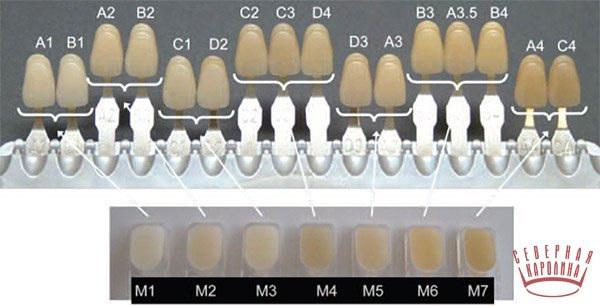 A1 B1 A2 B2 C1 D2 C2 C3 D4 D3 A3 B3 A3.5 B4 A4 C4
M1 M2 M3 M4 M5 M6 M7
СЕВЕРНАЯ
КАРОЛИНА